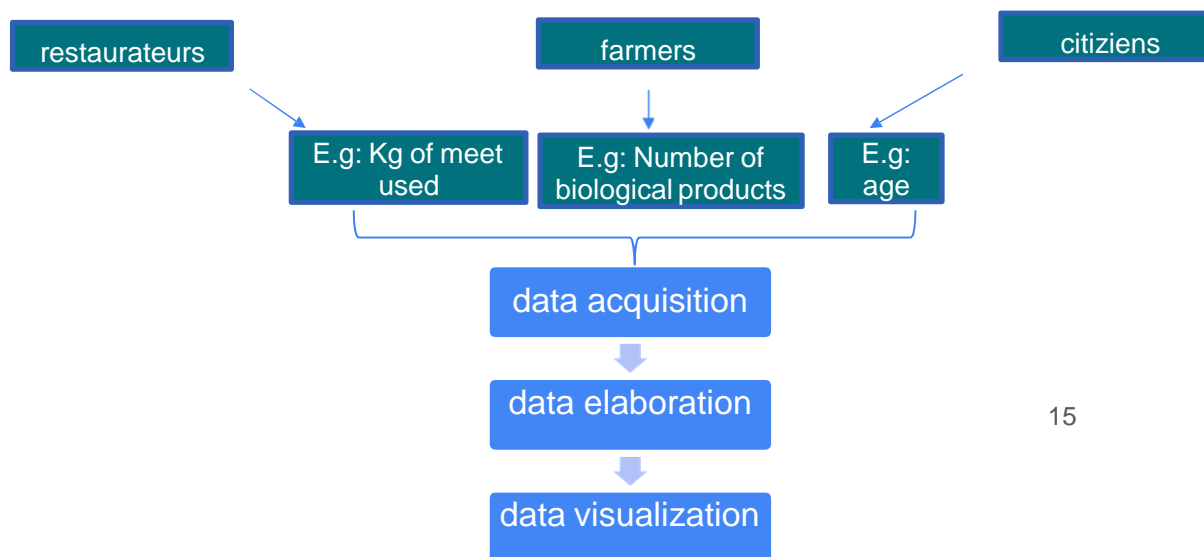 restaurateurs
farmers
citiziens
E.g: Kg of meet
used
E.g: Number of
biological products
E.g:
age
data acquisition
data elaboration
15
data visualization